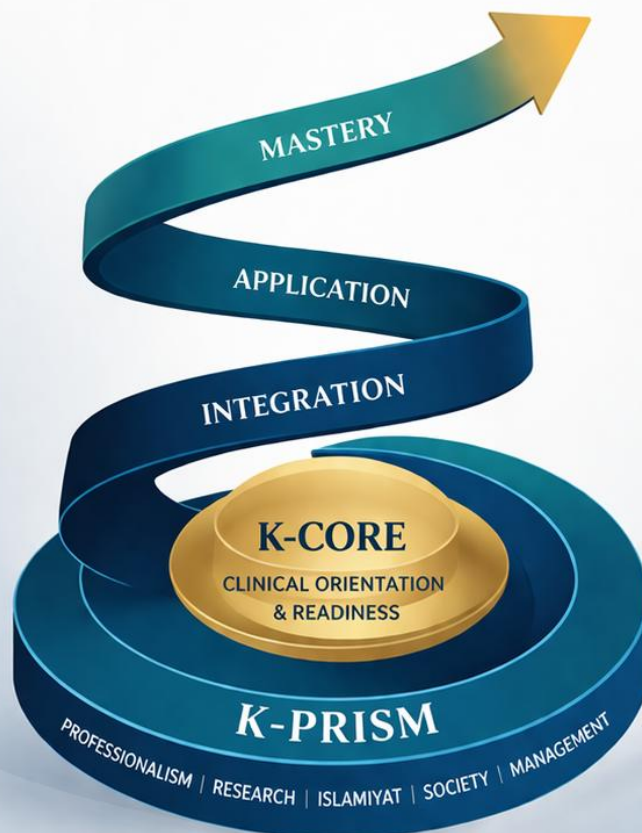 MASTERY
APPLICATION
INTEGRATION
K-CORE
CLINICAL ORIENTATION
& READINESS
K-PRISM
PROFESSIONALISM | RESEARCH | ISLAMIYAT | SOCIETY | MANAGEMENT